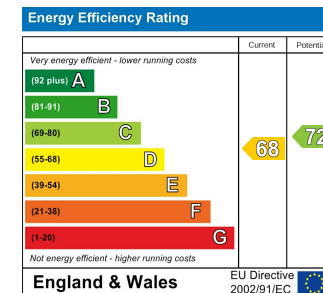 Energy Efficiency Rating
Current Potentia
Very energy efficient - lower running costs
(92 plus) A
(81-91) B
(69-80) C
(55-68) D
(39-54) E
(21-38) F
(1-20) G
68
72
Not energy efficient - higher running costs
England & Wales
EU Directive
2002/91/EC